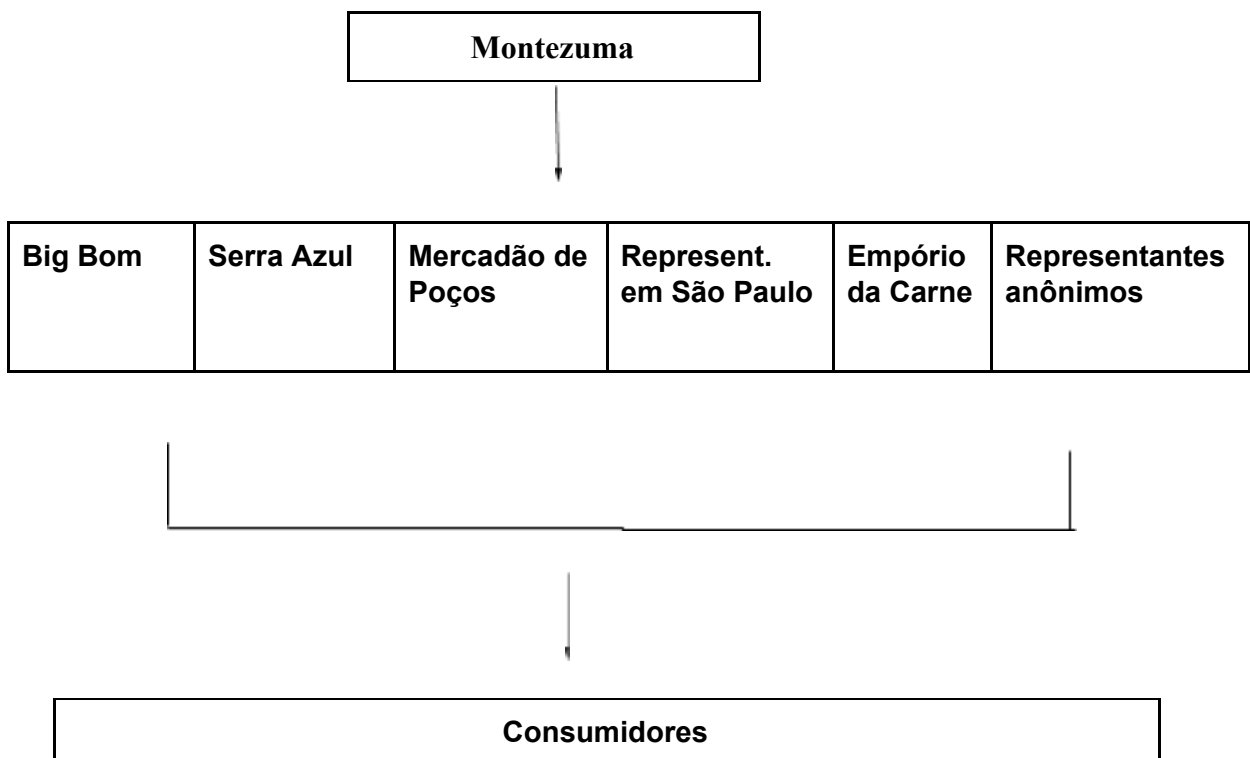 Montezuma
Big Bom
Serra Azul
Mercadão de
Poços
Represent.
em São Paulo
Empório
da Carne
Representantes
anônimos
Consumidores